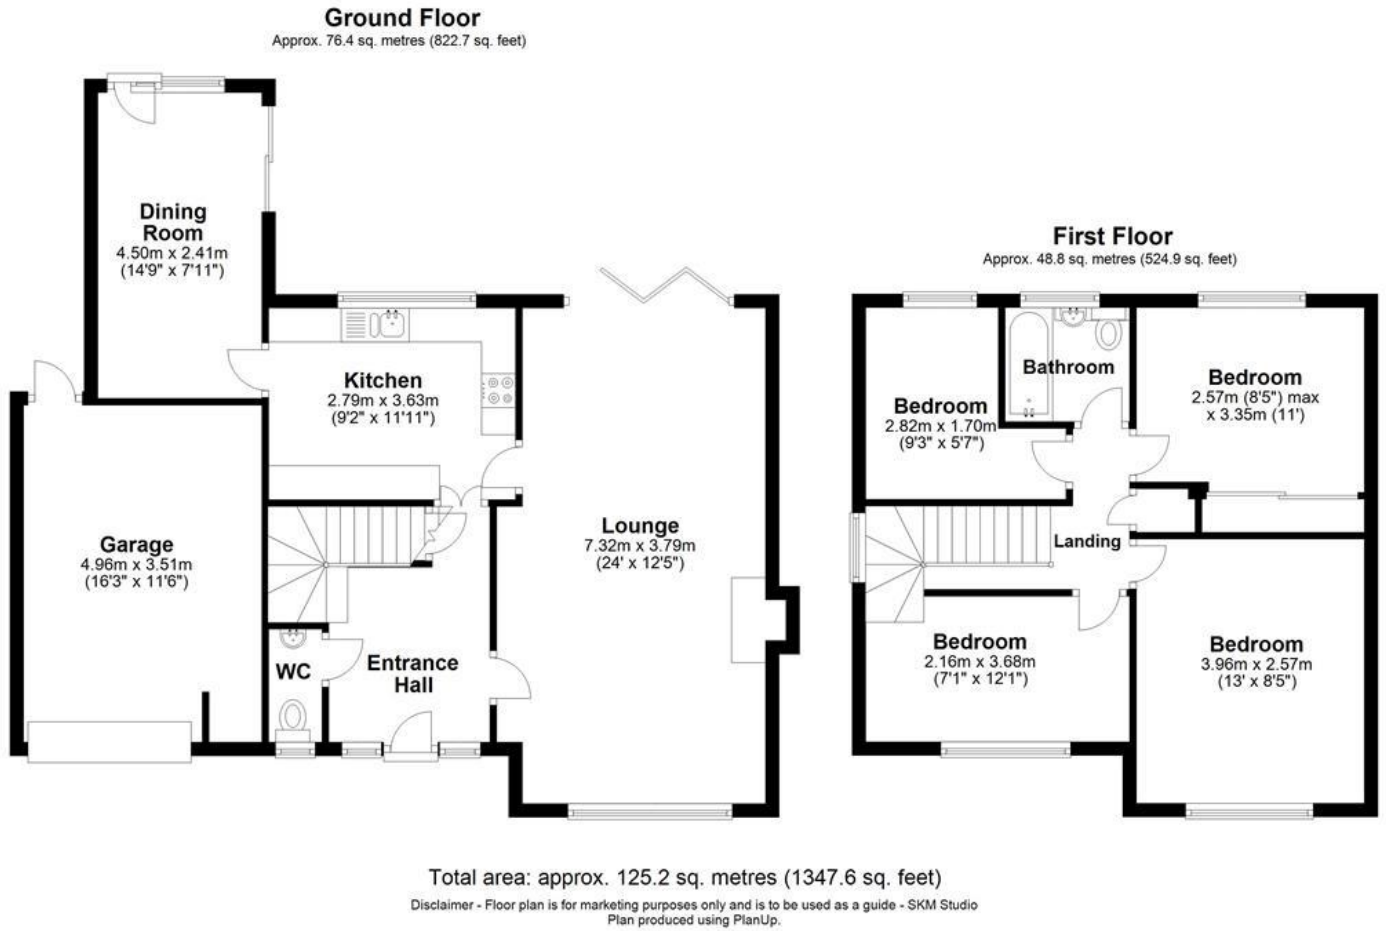 Ground Floor
Approx. 76.4 sq. metres (822.7 sq. feet)
Dining
Room
4.50m x 2.41m
(14'9" x 7'11")
Kitchen
2.79m x 3.63m
(9'2" x 11'11")
Garage
4.96m x 3.51m
(16'3" x 11'6")
Lounge
7.32m x 3.79m
(24' x 12'5")
WC
Entrance
Hall
First Floor
Approx. 48.8 sq. metres (524.9 sq. feet)
Bathroom
Bedroom
2.57m (8'5") max
x 3.35m (11')
Bedroom
2.82m x 1.70m
(9'3" x 5'7")
Landing
Bedroom
2.16m x 3.68m
(7'1" x 12'1")
Bedroom
3.96m x 2.57m
(13' x 8'5")
Total area: approx. 125.2 sq. metres (1347.6 sq. feet)
Disclaimer - Floor plan is for marketing purposes only and is to be used as a guide - SKM Studio
Plan produced using PlanUp.